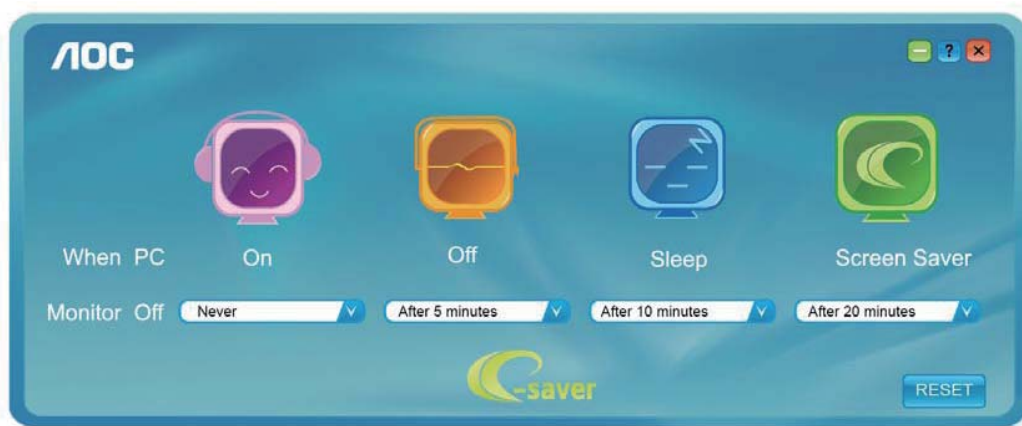 AOC
?
When PC On Off Sleep Screen Saver
Monitor Off Never After 5 minutes After 10 minutes After 20 minutes
e-saver
RESET